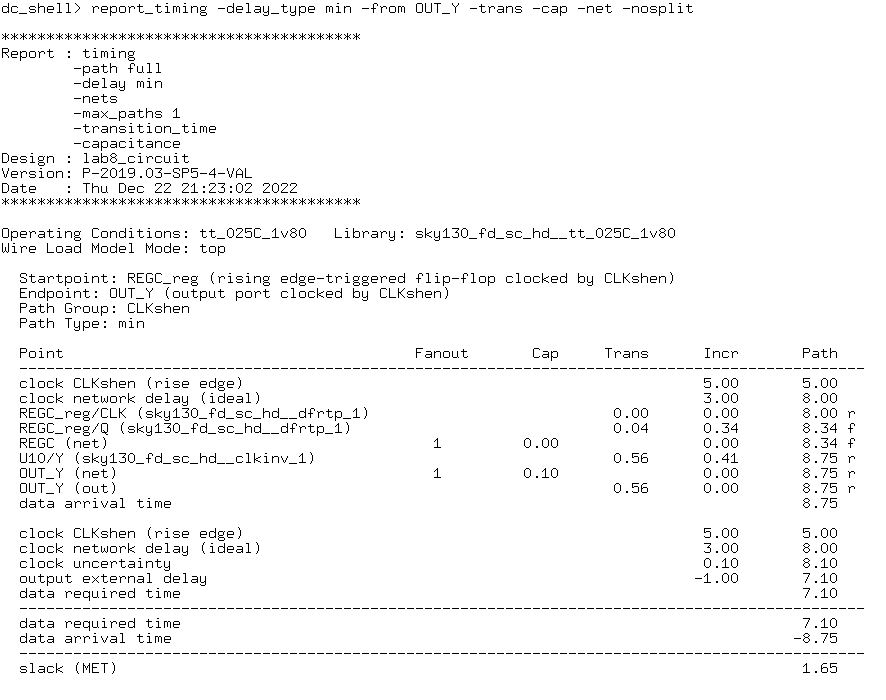 dc_shell> report_timing -delay_type min -from OUT_Y -trans -cap -net -nosplit
****************************************
Report : timing
        -path full
        -delay min
        -nets
        -max_paths 1
        -transition_time
        -capacitance
Design : lab8_circuit
Version: P-2019.03-SP5-4-VAL
Date   : Thu Dec 22 21:23:02 2022
****************************************
Operating Conditions: tt_025C_1v80   Library: sky130_fd_sc_hd__tt_025C_1v80
Wire Load Model Mode: top
  Startpoint: REGC_reg (rising edge-triggered flip-flop clocked by CLKshen)
  Endpoint: OUT_Y (output port clocked by CLKshen)
  Path Group: CLKshen
  Path Type: min
  Point                                       Fanout       Cap     Trans      Incr       Path
  ----------------------------------------------------------------------------------------------
  clock CLKshen (rise edge)                                                   5.00       5.00
  clock network delay (ideal)                                                 3.00       8.00
  REGC_reg/CLK (sky130_fd_sc_hd__dfrtp_1)                           0.00      0.00       8.00 r
  REGC_reg/Q (sky130_fd_sc_hd__dfrtp_1)                             0.04      0.34       8.34 f
  REGC (net)                                    1         0.00                0.00       8.34 f
  U10/Y (sky130_fd_sc_hd__clkinv_1)                                 0.56      0.41       8.75 r
  OUT_Y (net)                                   1         0.10                0.00       8.75 r
  OUT_Y (out)                                                       0.56      0.00       8.75 r
  data arrival time                                                                      8.75
  clock CLKshen (rise edge)                                                   5.00       5.00
  clock network delay (ideal)                                                 3.00       8.00
  clock uncertainty                                                           0.10       8.10
  output external delay                                                      -1.00       7.10
  data required time                                                                     7.10
  ----------------------------------------------------------------------------------------------
  data required time                                                                     7.10
  data arrival time                                                                     -8.75
  ----------------------------------------------------------------------------------------------
  slack (MET)                                                                            1.65